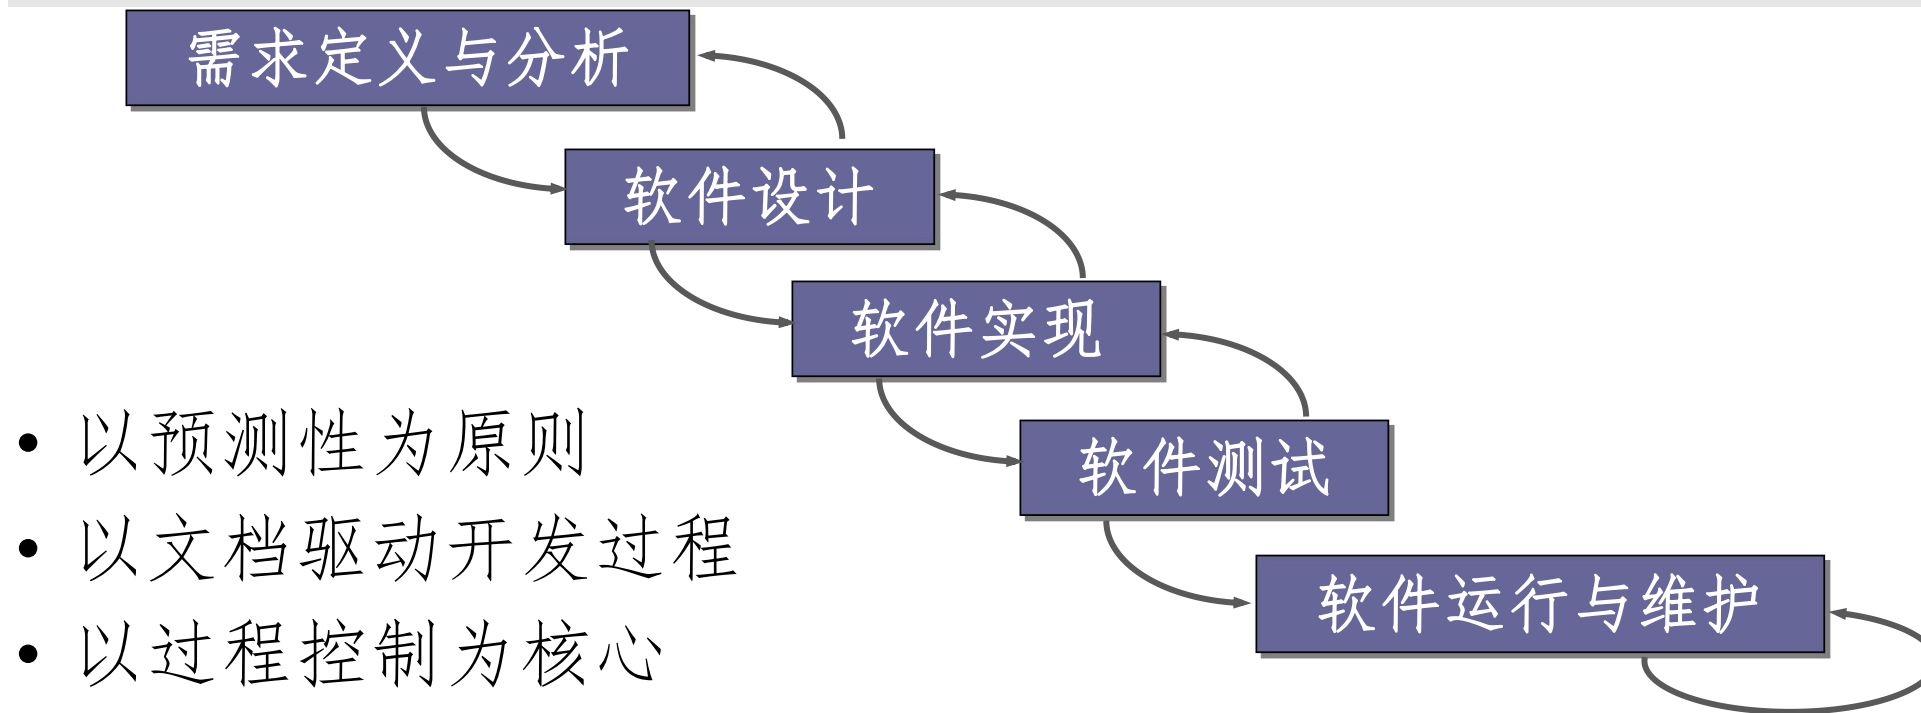 需求定义与分析
软件设计
软件实现
软件测试
软件运行与维护
• 以预测性为原则
• 以文档驱动开发过程
• 以过程控制为核心